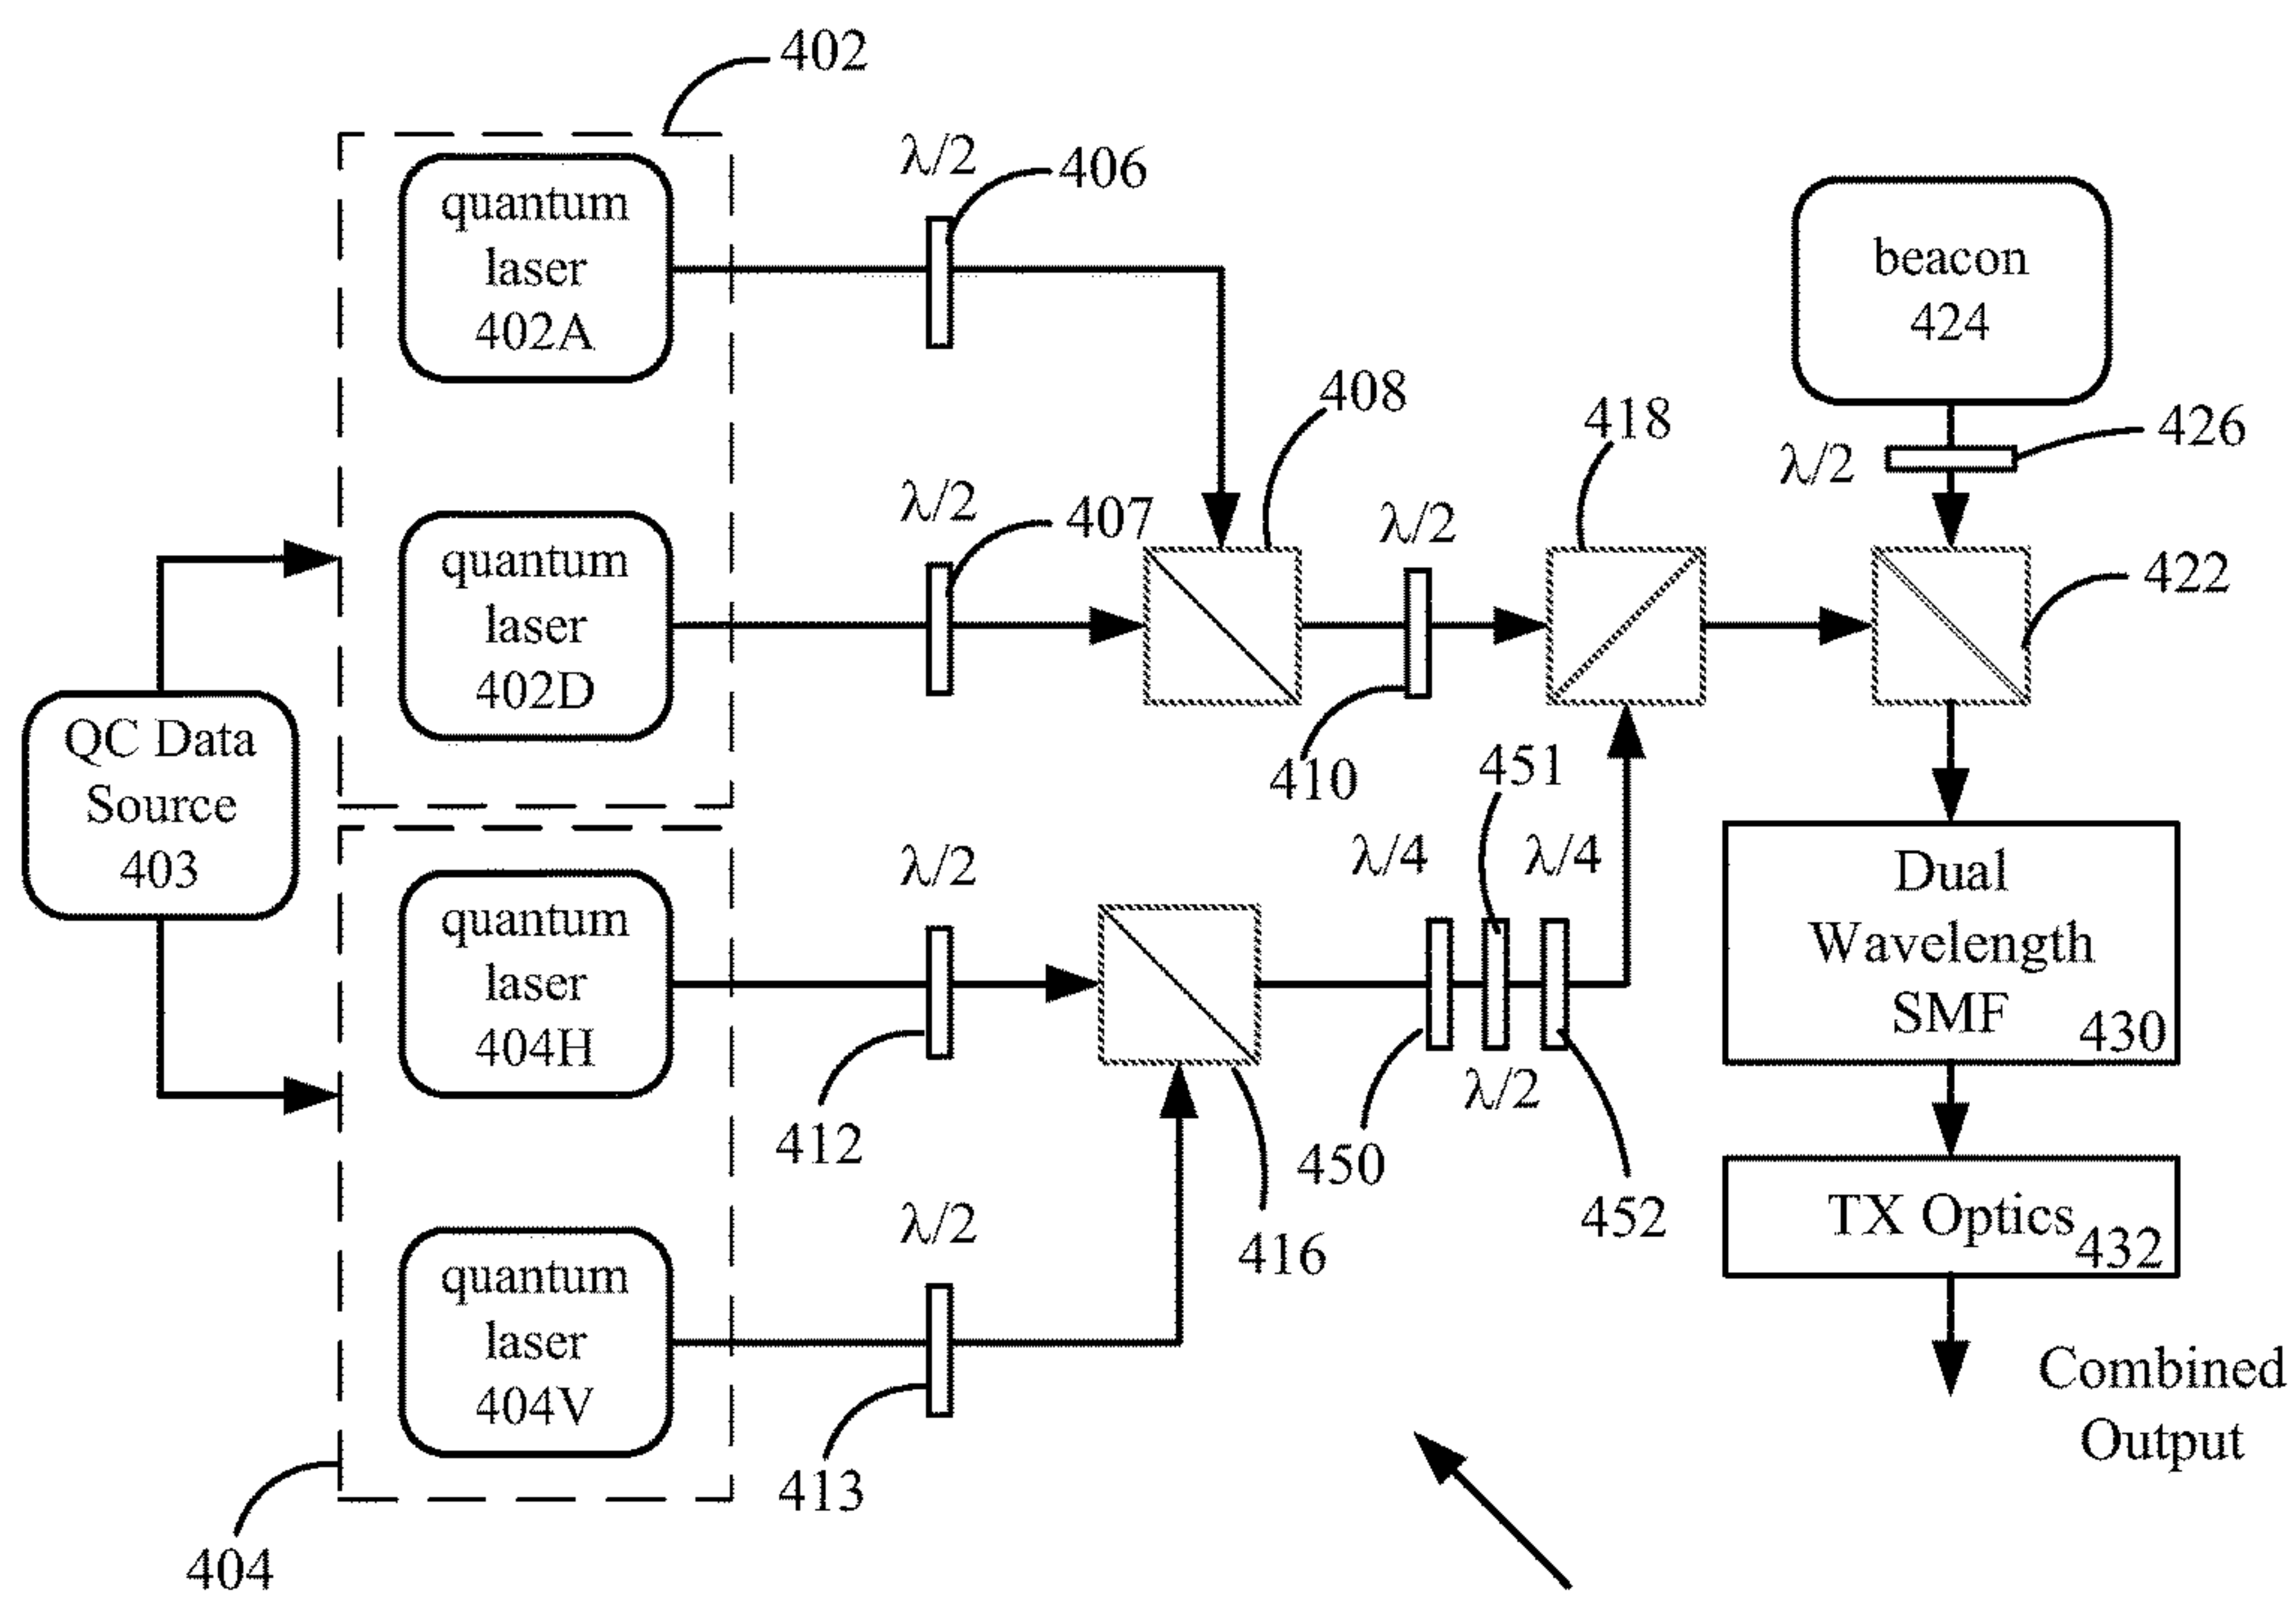 402
λ/2
406
quantum
laser
402A
beacon
424
408
418
426
λ/2
λ/2
407
λ/2
422
quantum
laser
402D
QC Data
Source
403
410
451
λ/2
λ/4
λ/4
quantum
laser
404H
Dual
Wavelength
SMF
430
λ/2
412
450
452
416
TX Optics
432
λ/2
quantum
laser
404V
413
Combined
Output
404